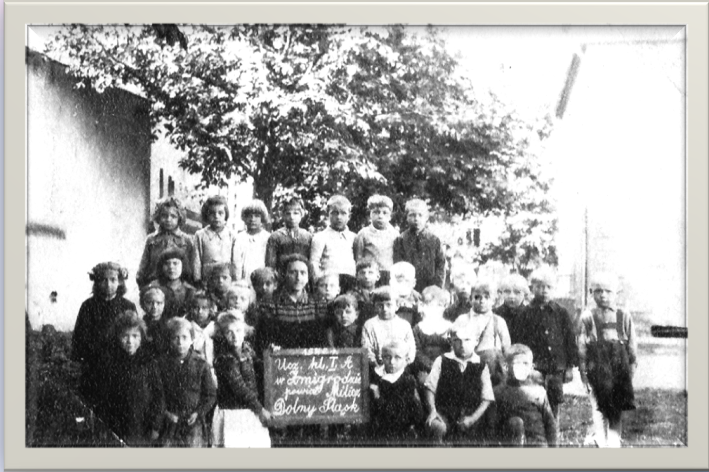 Ucz. kl. I A
w Żmigrodzie
powiat Milicz
Dolny Śląsk